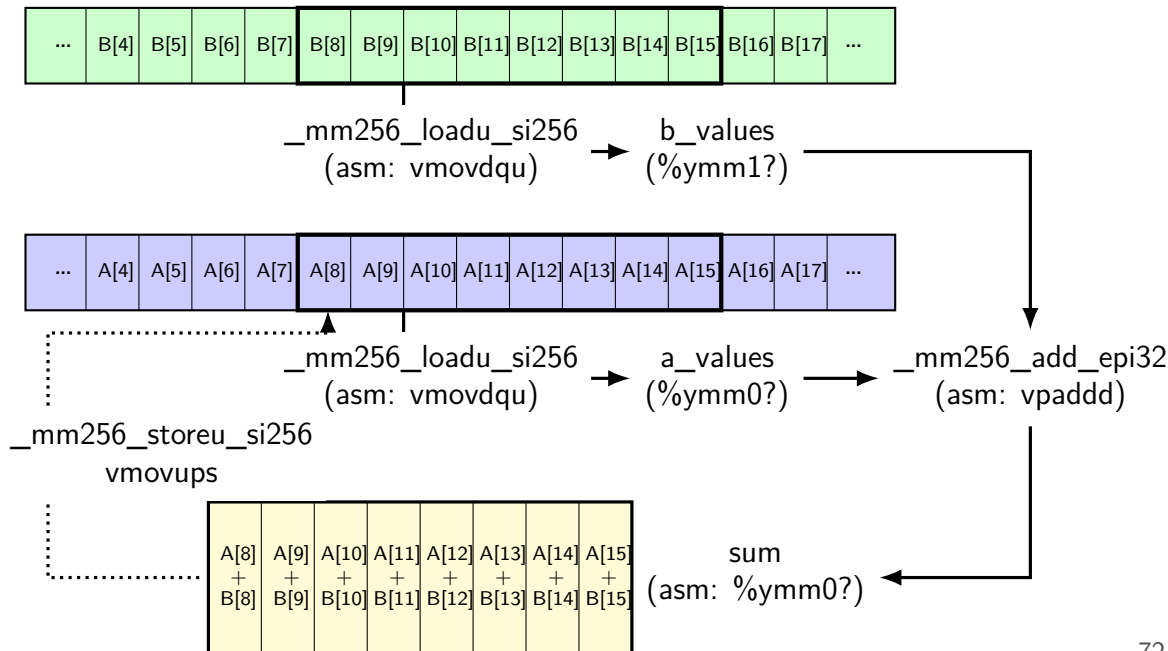 ... B[4] B[5] B[6] B[7] B[8] B[9] B[10] B[11] B[12] B[13] B[14] B[15] B[16] B[17] ...
_mm256_loadu_si256
(asm: vmovdqu)
b_values
(%ymm1?)
... A[4] A[5] A[6] A[7] A[8] A[9] A[10] A[11] A[12] A[13] A[14] A[15] A[16] A[17] ...
_mm256_loadu_si256
(asm: vmovdqu)
a_values
(%ymm0?)
_mm256_add_epi32
(asm: vpaddd)
_mm256_storeu_si256
vmovups
A[8] A[9] A[10] A[11] A[12] A[13] A[14] A[15]
+ + + + + + + +
B[8] B[9] B[10] B[11] B[12] B[13] B[14] B[15]
sum
(asm: %ymm0?)
72